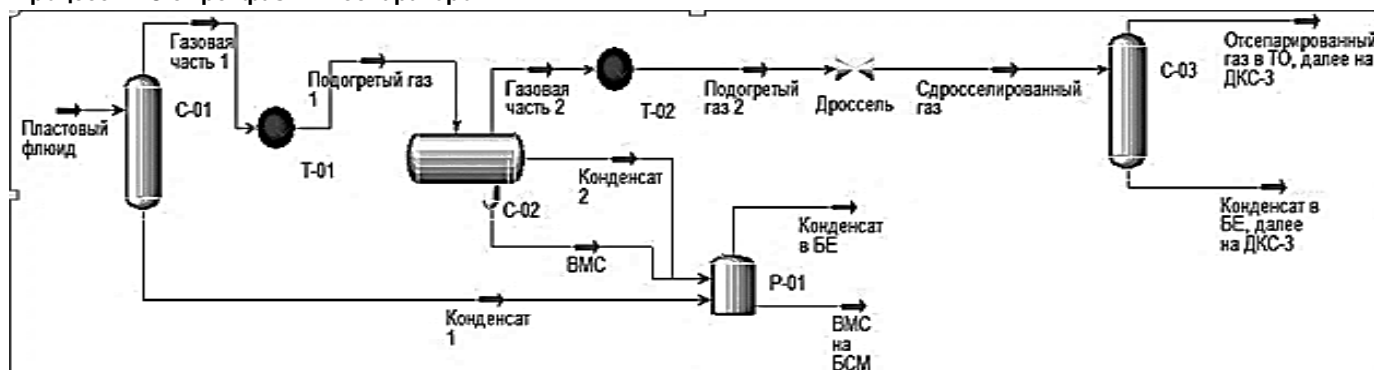 Газовая
часть 1
Пластовый
флюид
С-01
Т-01
Подогретый газ
1
С-02
Газовая
часть 2
Т-02
Подогретый
газ 2
Дроссель
Сдросселированный
газ
С-03
Отсепарированный
газ в ТО, далее на
ДКС-3
Конденсат в
БЕ, далее
на ДКС-3
Конденсат
2
ВМС
Конденсат
1
Р-01
Конденсат
в БЕ
ВМС
на
БСМ